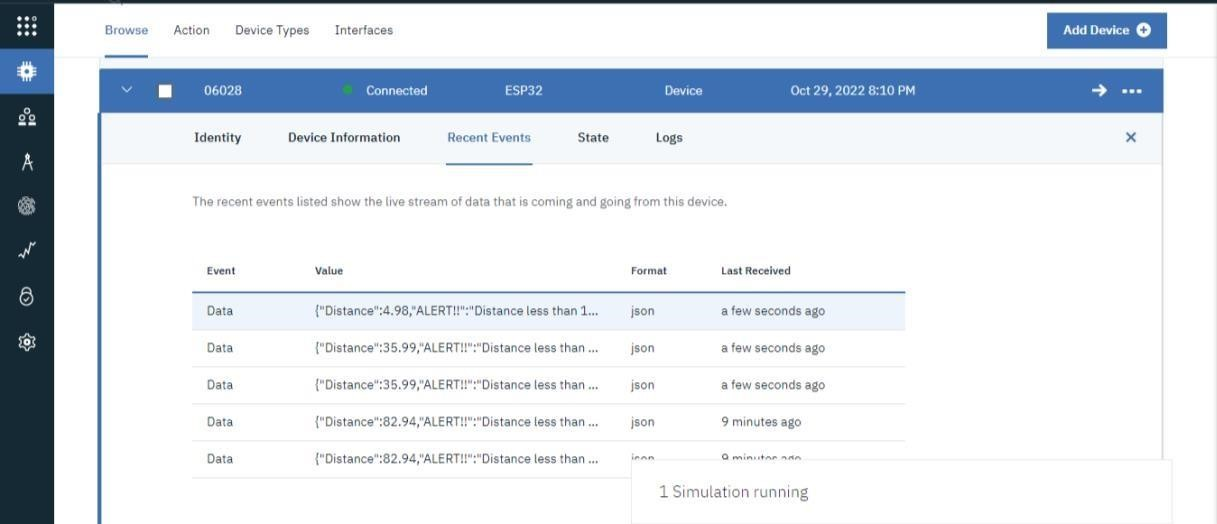 Browse Action Device Types Interfaces Add Device
06028 Connected ESP32 Device Oct 29, 2022 8:10 PM
Identity Device Information Recent Events State Logs
The recent events listed show the live stream of data that is coming and going from this device.
Event Value Format Last Received
Data {"Distance":4.98,"ALERT!!":"Distance less than 1... json a few seconds ago
Data {"Distance":35.99,"ALERT!!":"Distance less than ... json a few seconds ago
Data {"Distance":35.99,"ALERT!!":"Distance less than ... json a few seconds ago
Data {"Distance":82.94,"ALERT!!":"Distance less than ... json 9 minutes ago
Data {"Distance":82.94,"ALERT!!":"Distance less than ... json 9 minutes ago
1 Simulation running